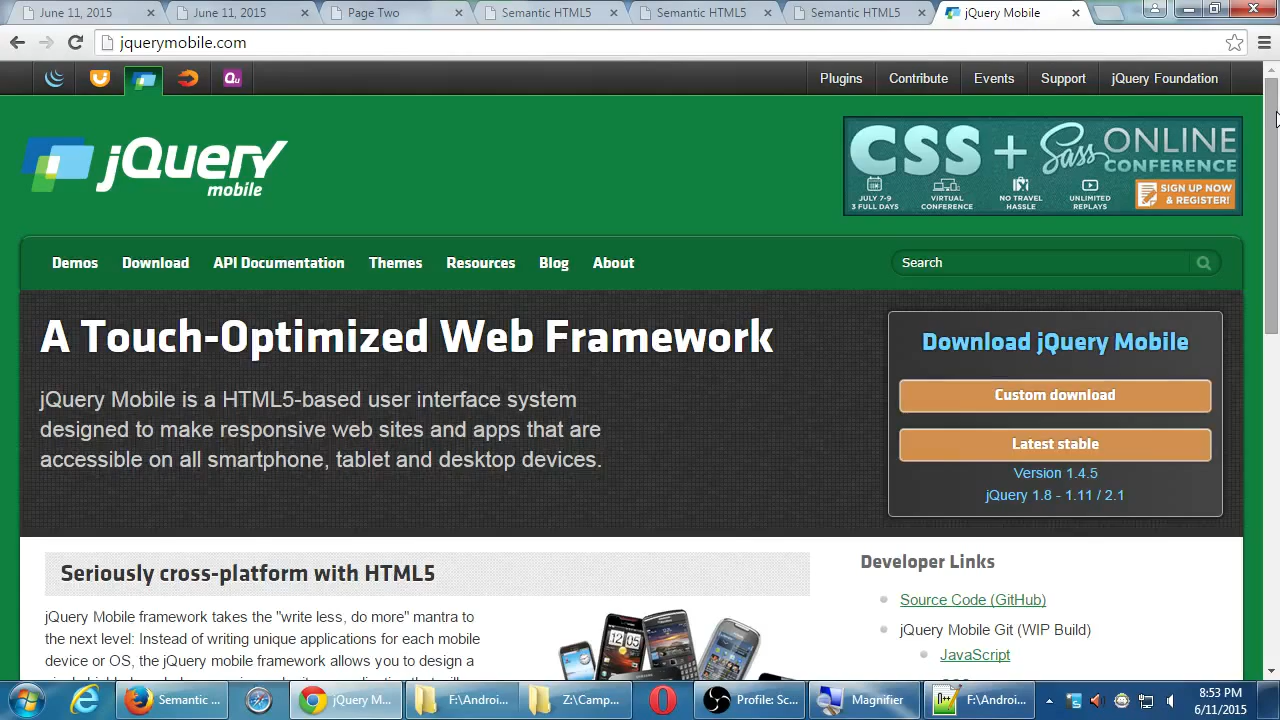 June 11, 2015
June 11, 2015
Page Two
Semantic HTML5
Semantic HTML5
Semantic HTML5
jQuery Mobile
jquerymobile.com
Qu
Plugins
Contribute
Events
Support
jQuery Foundation
jQuery
mobile
CSS + Sass ONLINE
CONFERENCE
JULY 7-9
3 FULL DAYS
VIRTUAL
CONFERENCE
NO TRAVEL
HASSLE
UNLIMITED
REPLAYS
SIGN UP NOW
& REGISTER!
Demos
Download
API Documentation
Themes
Resources
Blog
About
Search
A Touch-Optimized Web Framework
jQuery Mobile is a HTML5-based user interface system
designed to make responsive web sites and apps that are
accessible on all smartphone, tablet and desktop devices.
Download jQuery Mobile
Custom download
Latest stable
Version 1.4.5
jQuery 1.8 - 1.11 / 2.1
Seriously cross-platform with HTML5
jQuery Mobile framework takes the "write less, do more" mantra to
the next level: Instead of writing unique applications for each mobile
device or OS, the jQuery mobile framework allows you to design a
Developer Links
Source Code (GitHub)
jQuery Mobile Git (WIP Build)
JavaScript
Semantic ...
jQuery M...
F:\Androi...
Z:\Camp...
Profile: Sc...
Magnifier
F:\Androi...
8:53 PM
6/11/2015